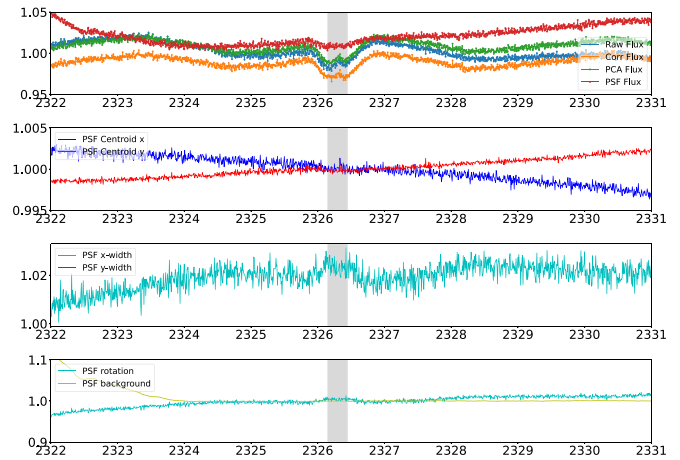 1.05
1.00
0.95
Raw Flux
Corr Flux
PCA Flux
PSF Flux
2322 2323 2324 2325 2326 2327 2328 2329 2330 2331
1.005
1.000
0.995
PSF Centroid x
PSF Centroid y
2322 2323 2324 2325 2326 2327 2328 2329 2330 2331
1.02
1.00
PSF x-width
PSF y-width
2322 2323 2324 2325 2326 2327 2328 2329 2330 2331
1.1
1.0
0.9
PSF rotation
PSF background
2322 2323 2324 2325 2326 2327 2328 2329 2330 2331